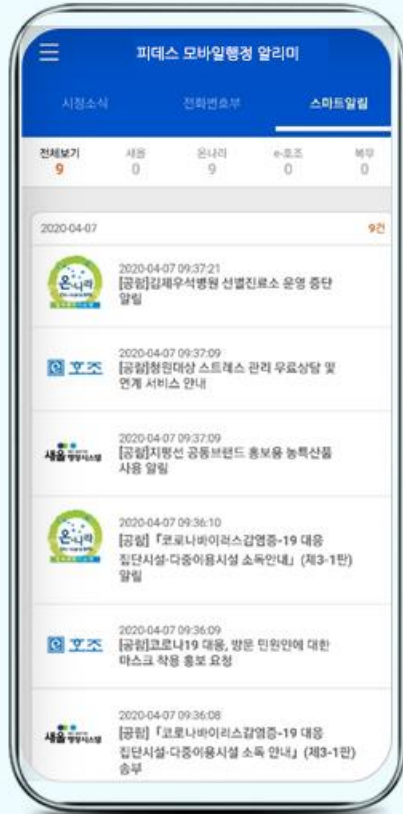 피데스 모바일행정 알리미
시정소식 전화번호부 스마트알림
전체보기 새올 온나라 e-호조 복무
9 0 9 0 0
2020-04-07 9건
온나라
2020-04-07 09:37:21
[공람]김제우석병원 선별진료소 운영 중단
알림
e 호조
2020-04-07 09:37:09
[공람]청원대상 스트레스 관리 무료상담 및
연계 서비스 안내
새올 행정시스템
2020-04-07 09:37:09
[공람]지평선 공동브랜드 홍보용 농특산품
사용 알림
온나라
2020-04-07 09:36:10
[공람]「코로나바이러스감염증-19 대응
집단시설·다중이용시설 소독안내」(제3-1판)
알림
e 호조
2020-04-07 09:36:09
[공람]코로나19 대응, 방문 민원인에 대한
마스크 착용 홍보 요청
새올 행정시스템
2020-04-07 09:36:08
[공람]「코로나바이러스감염증-19 대응
집단시설·다중이용시설 소독 안내」(제3-1판)
송부